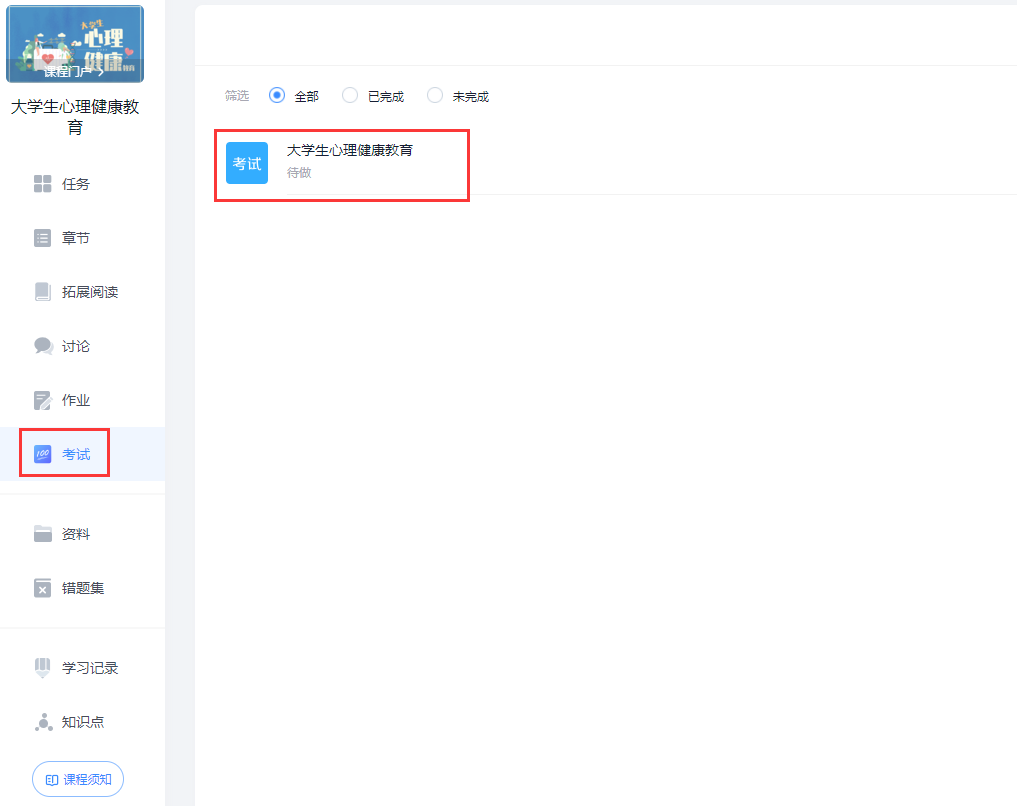 大学生
心理
健康教育
课程门户
大学生心理健康教
育
任务
章节
拓展阅读
讨论
作业
100 考试
资料
错题集
学习记录
知识点
课程须知
筛选 全部 已完成 未完成
考试
大学生心理健康教育
待做